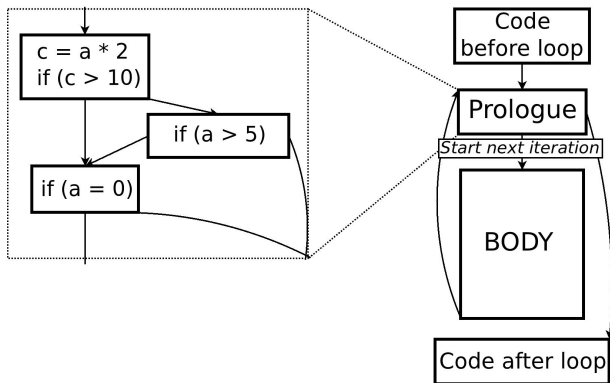 c = a * 2
if (c > 10)
if (a > 5)
if (a = 0)
Code
before loop
Prologue
Start next iteration
BODY
Code after loop